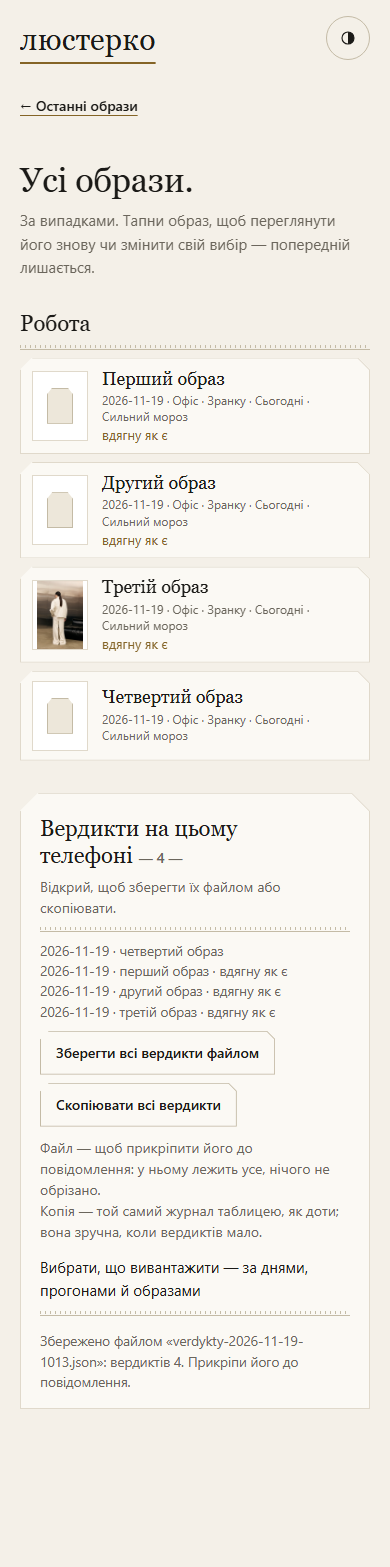 люстерко
← Останні образи
Усі образи.
За випадками. Тапни образ, щоб переглянути
його знову чи змінити свій вибір — попередній
лишається.
Робота
Перший образ
2026-11-19 · Офіс · Зранку · Сьогодні ·
Сильний мороз
вдягну як є
Другий образ
2026-11-19 · Офіс · Зранку · Сьогодні ·
Сильний мороз
вдягну як є
Третій образ
2026-11-19 · Офіс · Зранку · Сьогодні ·
Сильний мороз
вдягну як є
Четвертий образ
2026-11-19 · Офіс · Зранку · Сьогодні ·
Сильний мороз
Вердикти на цьому
телефоні — 4 —
Відкрий, щоб зберегти їх файлом або
скопіювати.
2026-11-19 · четвертий образ
2026-11-19 · перший образ · вдягну як є
2026-11-19 · другий образ · вдягну як є
2026-11-19 · третій образ · вдягну як є
Зберегти всі вердикти файлом
Скопіювати всі вердикти
Файл — щоб прикріпити його до
повідомлення: у ньому лежить усе, нічого не
обрізано.
Копія — той самий журнал таблицею, як доти;
вона зручна, коли вердиктів мало.
Вибрати, що вивантажити — за днями,
прогонами й образами
Збережено файлом «verdykty-2026-11-19-
1013.json»: вердиктів 4. Прикріпи його до
повідомлення.